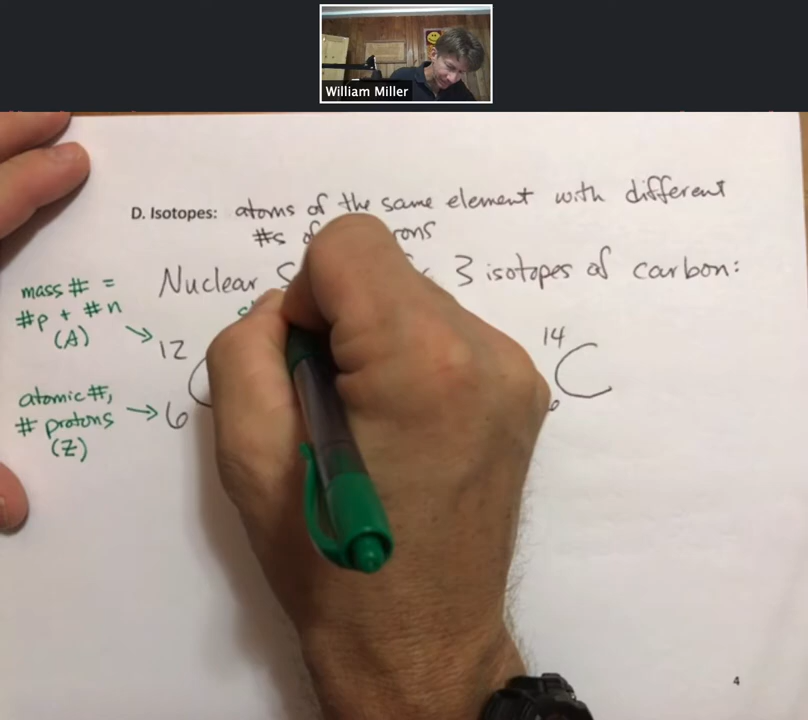 William Miller
D. Isotopes: atoms of the same element with different
#s of rons
Nuclear S 3 isotopes of carbon:
mass # =
#p + #n
(A)
12
14
C
C
atomic #,
# protons
(Z)
6
4